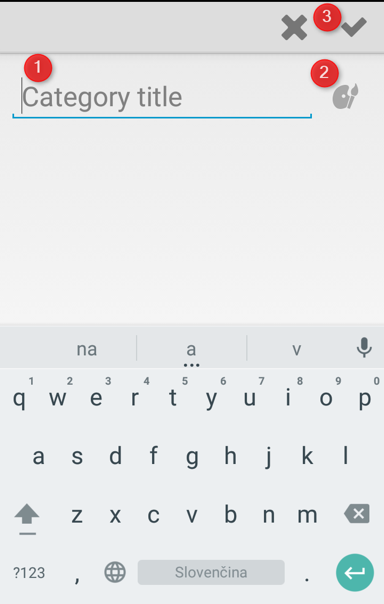 3
1
2
Category title
na a v
1 2 3 4 5 6 7 8 9 0
q w e r t y u i o p
a s d f g h j k l
z x c v b n m
?123 , Slovenčina .